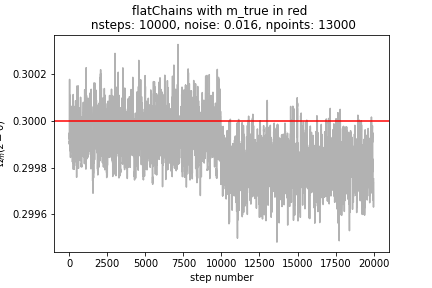 flatChains with m_true in red
nsteps: 10000, noise: 0.016, npoints: 13000
0.3002
0.3000
0.2998
0.2996
0 2500 5000 7500 10000 12500 15000 17500 20000
step number